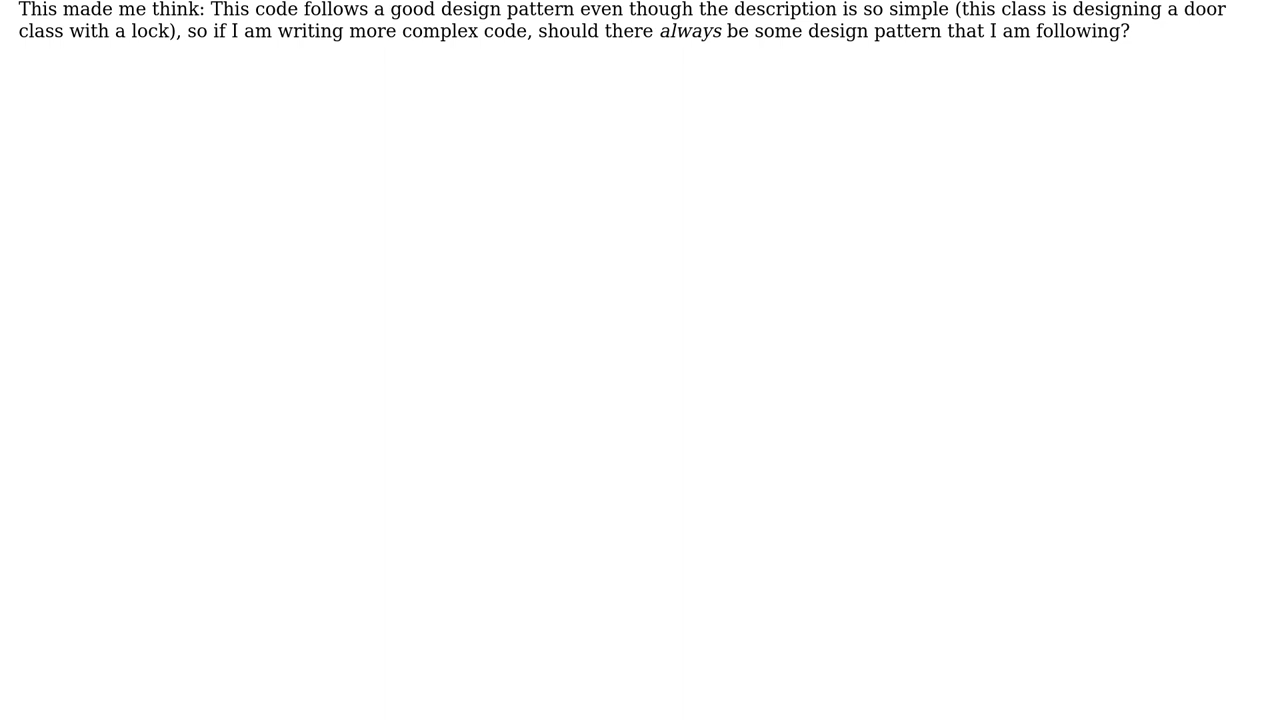 This made me think: This code follows a good design pattern even though the description is so simple (this class is designing a door
class with a lock), so if I am writing more complex code, should there always be some design pattern that I am following?